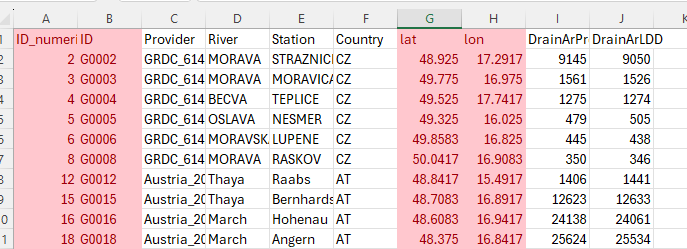 A B C D E F G H I J
ID_numeri ID Provider River Station Country lat lon DrainArPr DrainArLDD
2 2 G0002 GRDC_614 MORAVA STRAZNIC CZ 48.925 17.2917 9145 9050
3 3 G0003 GRDC_614 MORAVA MORAVICA CZ 49.775 16.975 1561 1526
4 4 G0004 GRDC_614 BECVA TEPLICE CZ 49.525 17.7417 1275 1274
5 5 G0005 GRDC_614 OSLAVA NESMER CZ 49.325 16.025 479 505
6 6 G0006 GRDC_614 MORAVSK LUPENE CZ 49.8583 16.825 445 438
7 8 G0008 GRDC_614 MORAVA RASKOV CZ 50.0417 16.9083 350 346
12 G0012 Austria_20 Thaya Raabs AT 48.8417 15.4917 1406 1441
9 15 G0015 Austria_20 Thaya Bernhards AT 48.7083 16.8917 12623 12633
0 16 G0016 Austria_20 March Hohenau AT 48.6083 16.9417 24138 24061
1 18 G0018 Austria_20 March Angern AT 48.375 16.8417 25624 25534